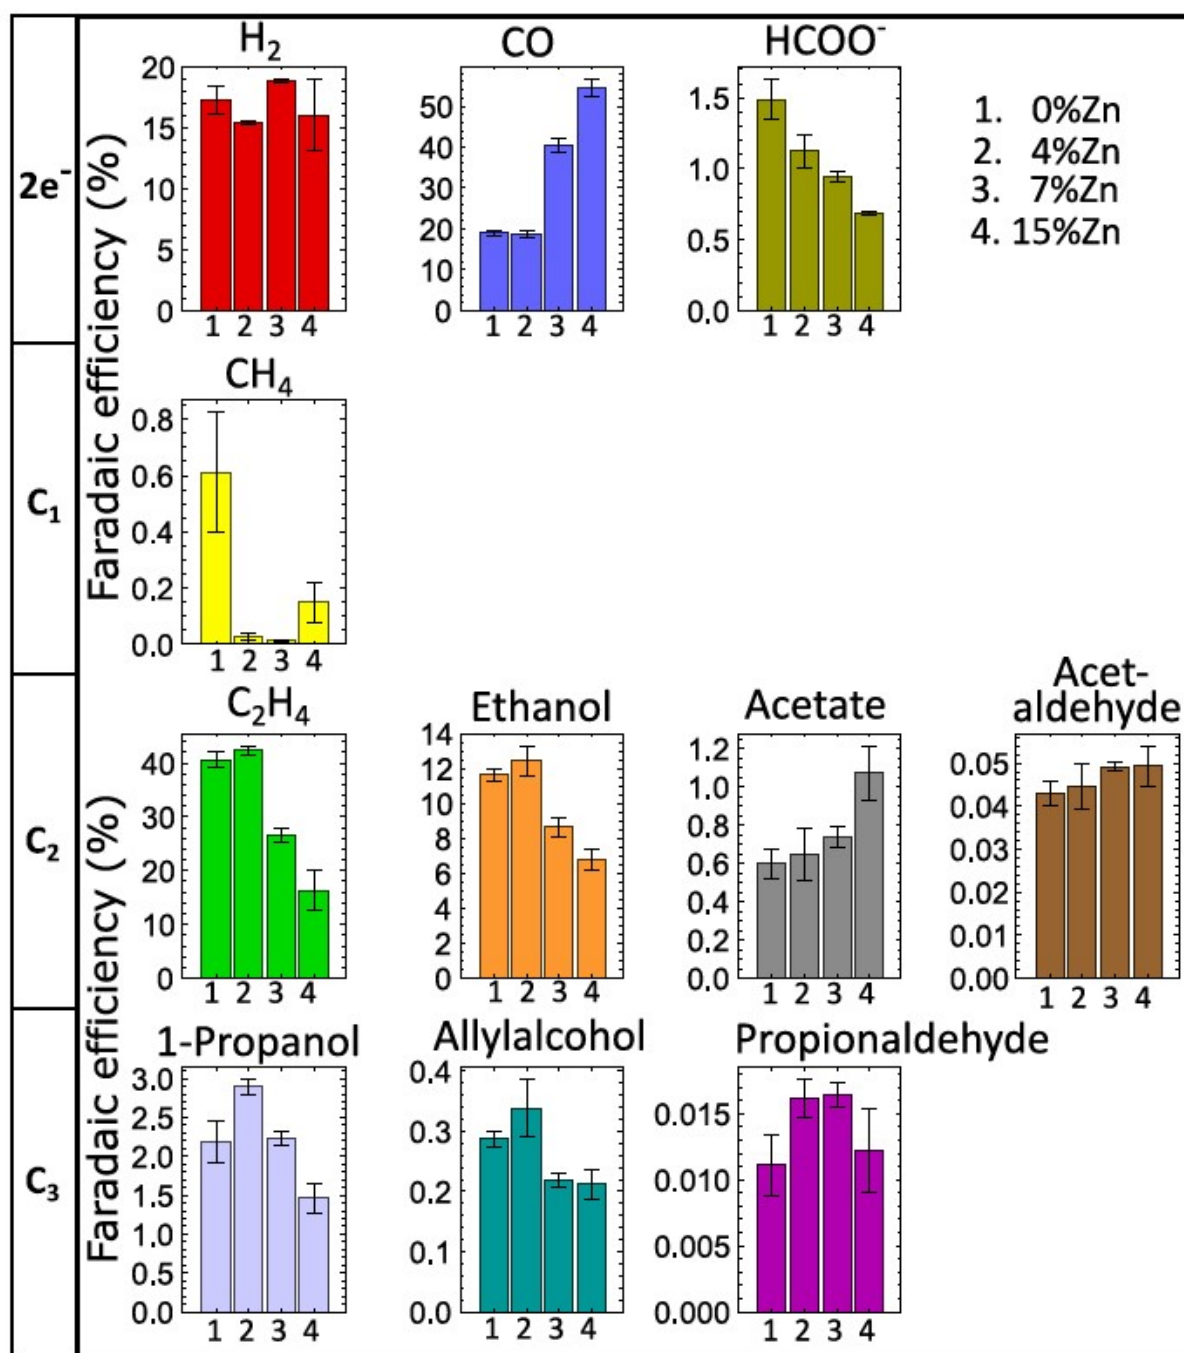 H₂
CO
HCOO⁻
2e⁻
Faradaic efficiency (%)
20
15
10
5
0
1 2 3 4
50
40
30
20
10
0
1 2 3 4
1.5
1.0
0.5
0.0
1 2 3 4
1. 0%Zn
2. 4%Zn
3. 7%Zn
4. 15%Zn
C₁
CH₄
0.8
0.6
0.4
0.2
0.0
1 2 3 4
C₂
Faradaic efficiency (%)
C₂H₄
40
30
20
10
0
1 2 3 4
Ethanol
14
12
10
8
6
4
2
0
1 2 3 4
Acetate
1.2
1.0
0.8
0.6
0.4
0.2
0.0
1 2 3 4
Acet-
aldehyde
0.05
0.04
0.03
0.02
0.01
0.00
1 2 3 4
C₃
1-Propanol
3.0
2.5
2.0
1.5
1.0
0.5
0.0
1 2 3 4
Allylalcohol
0.4
0.3
0.2
0.1
0.0
1 2 3 4
Propionaldehyde
0.015
0.010
0.005
0.000
1 2 3 4